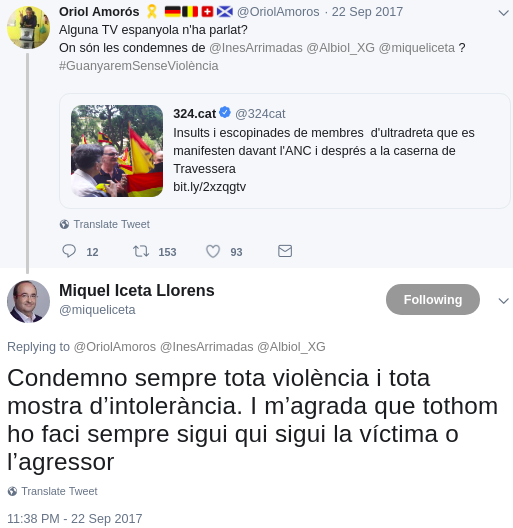 Oriol Amorós 🎗 🇩🇪🇧🇪🇨🇭🏴󠁧󠁢󠁳󠁣󠁴󠁿 @OriolAmoros · 22 Sep 2017
Alguna TV espanyola n'ha parlat?
On són les condemnes de @InesArrimadas @Albiol_XG @miqueliceta ?
#GuanyaremSenseViolència
324.cat @324cat
Insults i escopinades de membres d'ultradreta que es
manifesten davant l'ANC i després a la caserna de
Travessera
bit.ly/2xzqgtv
Translate Tweet
12 153 93
Miquel Iceta Llorens
@miqueliceta
Following
Replying to @OriolAmoros @InesArrimadas @Albiol_XG
Condemno sempre tota violència i tota
mostra d’intolerància. I m’agrada que tothom
ho faci sempre sigui qui sigui la víctima o
l’agressor
Translate Tweet
11:38 PM - 22 Sep 2017